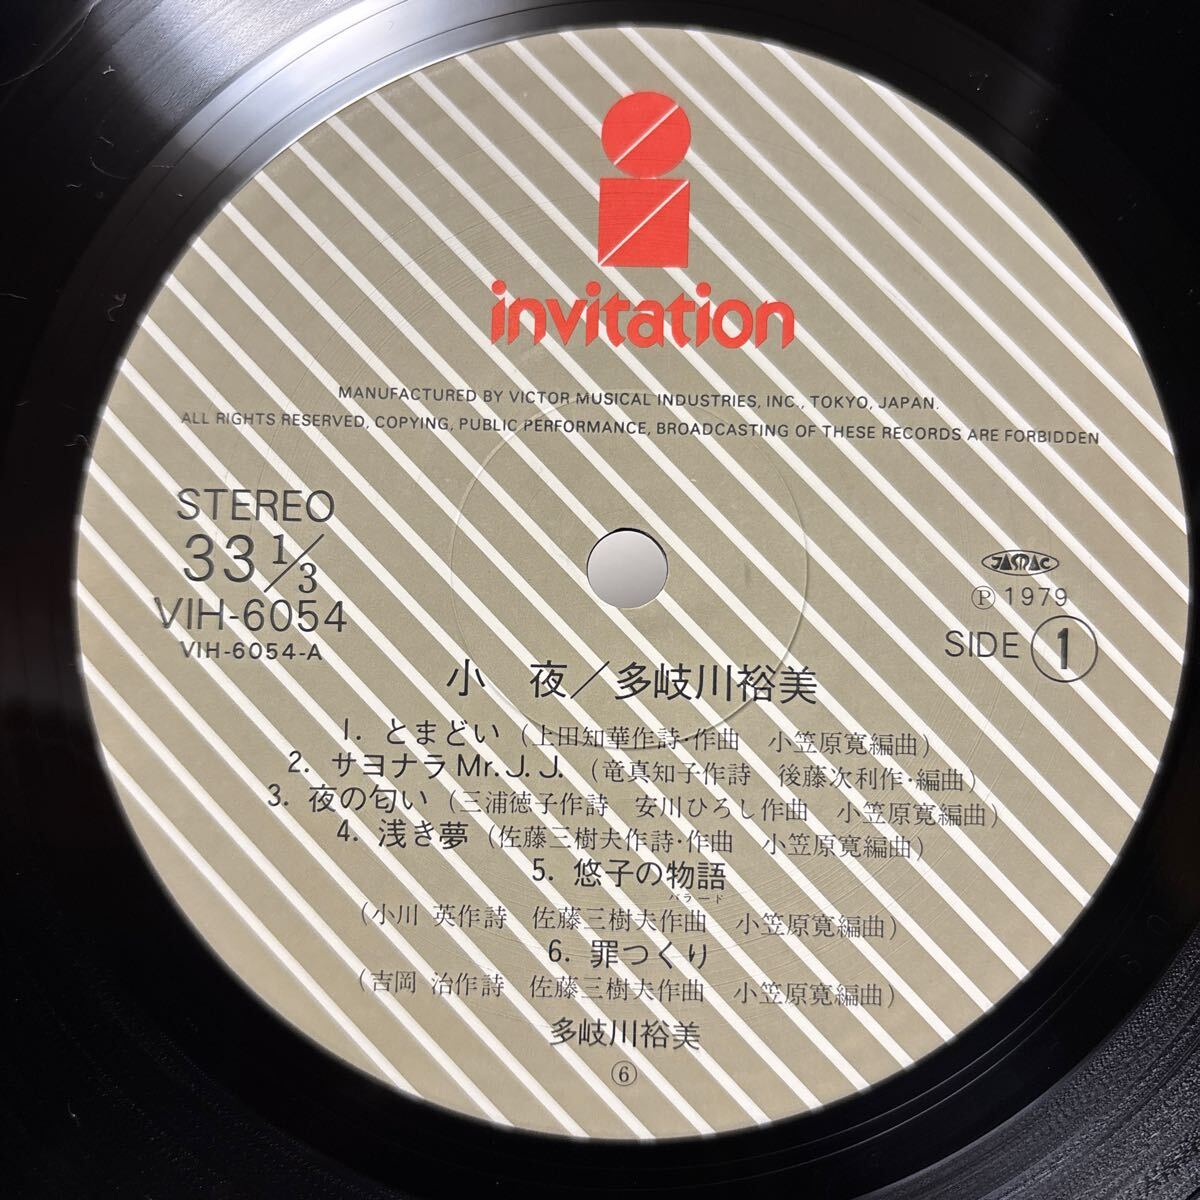 invitation
MANUFACTURED BY VICTOR MUSICAL INDUSTRIES, INC., TOKYO, JAPAN.
ALL RIGHTS RESERVED, COPYING, PUBLIC PERFORMANCE, BROADCASTING OF THESE RECORDS ARE FORBIDDEN
STEREO
33 1/3
VIH-6054
VIH-6054-A
JASRAC
Ⓟ1979
SIDE ①
小 夜／多岐川裕美
1. とまどい (上田知華作詩・作曲 小笠原寛編曲)
2. サヨナラMr. J. J. (竜真知子作詩 後藤次利作・編曲)
3. 夜の匂い (三浦徳子作詩 安川ひろし作曲 小笠原寛編曲)
4. 浅き夢 (佐藤三樹夫作詩・作曲 小笠原寛編曲)
5. 悠子の物語
バラード
(小川 英作詩 佐藤三樹夫作曲 小笠原寛編曲)
6. 罪つくり
(吉岡 治作詩 佐藤三樹夫作曲 小笠原寛編曲)
多岐川裕美
⑥